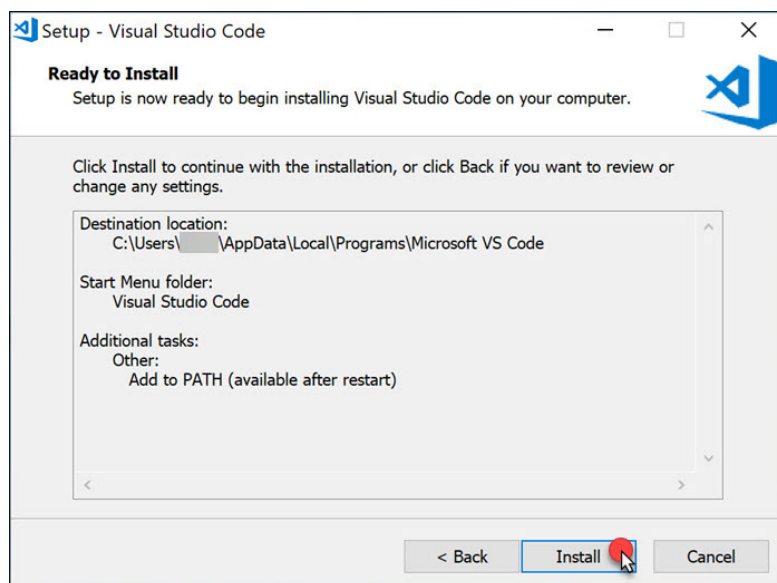 Setup - Visual Studio Code
Ready to Install
Setup is now ready to begin installing Visual Studio Code on your computer.
Click Install to continue with the installation, or click Back if you want to review or
change any settings.
Destination location:
C:\Users\ \AppData\Local\Programs\Microsoft VS Code
Start Menu folder:
Visual Studio Code
Additional tasks:
Other:
Add to PATH (available after restart)
< Back Install Cancel